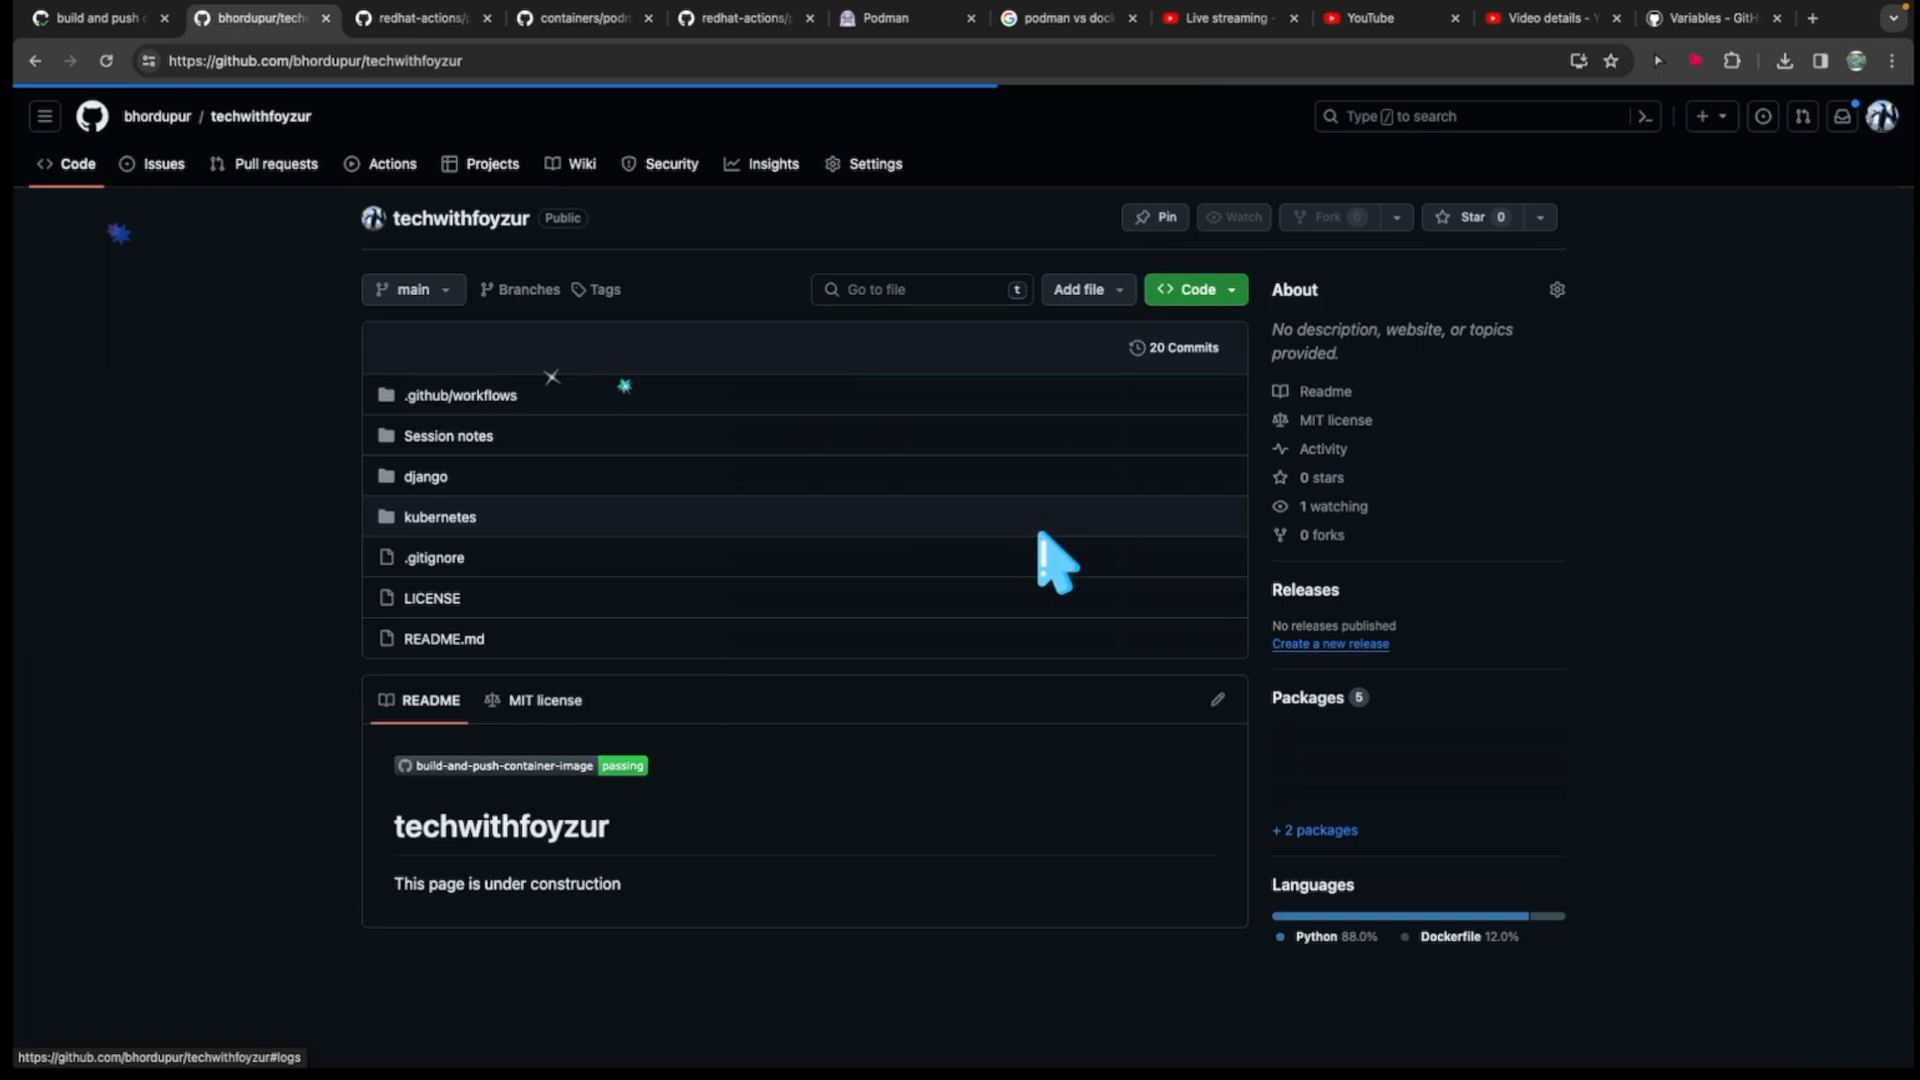 build and push
bhordupur/tech
redhat-actions/
containers/podn
redhat-actions/
Podman
podman vs doc
Live streaming -
YouTube
Video details - Y
Variables - GitH
https://github.com/bhordupur/techwithfoyzur
bhordupur / techwithfoyzur
Type / to search
Code
Issues
Pull requests
Actions
Projects
Wiki
Security
Insights
Settings
techwithfoyzur Public
Pin
Watch
Fork 0
Star 0
main
Branches
Tags
Go to file t
Add file
Code
20 Commits
.github/workflows
Session notes
django
kubernetes
.gitignore
LICENSE
README.md
README
MIT license
build-and-push-container-image passing
techwithfoyzur
This page is under construction
About
No description, website, or topics
provided.
Readme
MIT license
Activity
0 stars
1 watching
0 forks
Releases
No releases published
Create a new release
Packages 5
+ 2 packages
Languages
Python 88.0% Dockerfile 12.0%
https://github.com/bhordupur/techwithfoyzur#logs